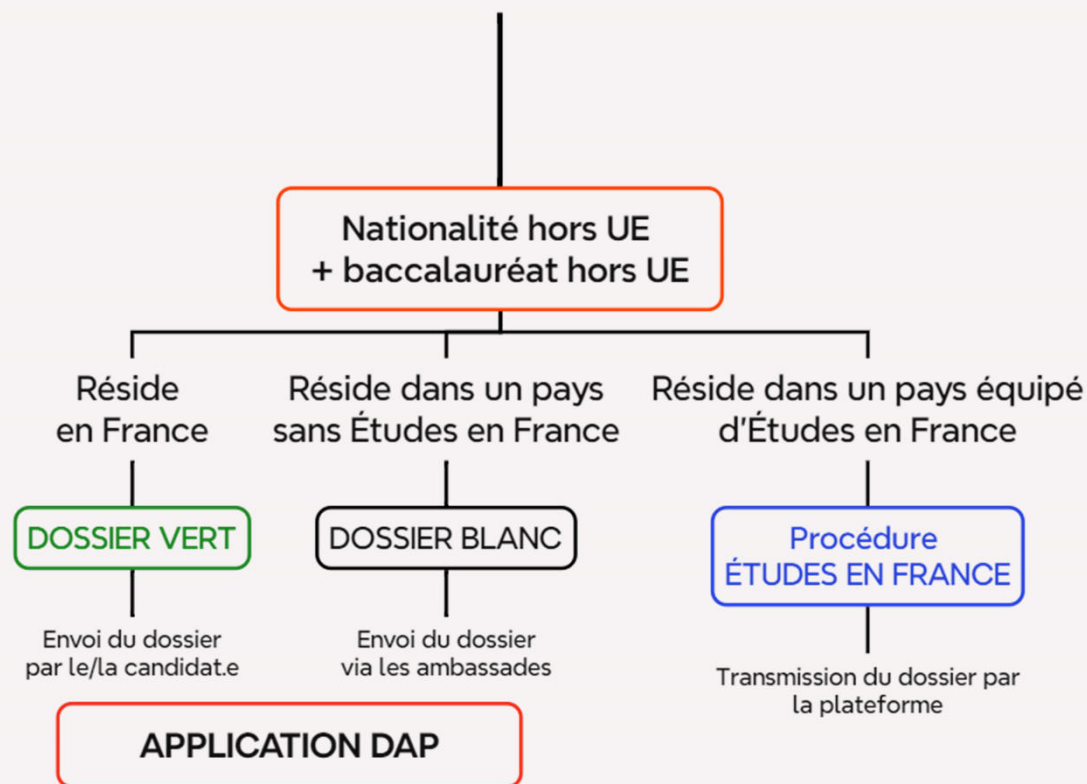 Nationalité hors UE
+ baccalauréat hors UE
Réside
en France
Réside dans un pays
sans Études en France
Réside dans un pays équipé
d'Études en France
DOSSIER VERT
DOSSIER BLANC
Procédure
ÉTUDES EN FRANCE
Envoi du dossier
par le/la candidat.e
Envoi du dossier
via les ambassades
Transmission du dossier par
la plateforme
APPLICATION DAP